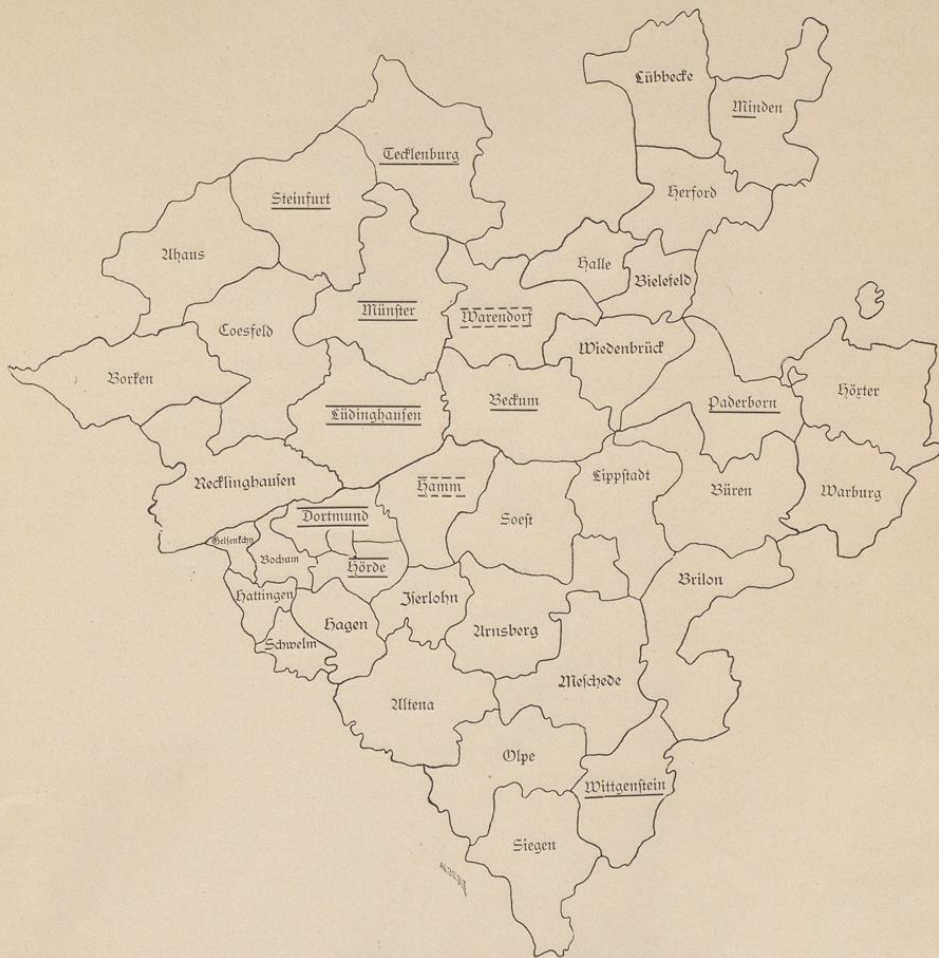 Lübbecke
Minden
Tecklenburg
Herford
Steinfurt
Ahaus
Halle
Bielefeld
Münster
Warendorf
Coesfeld
Wiedenbrück
Borken
Höxter
Beckum
Paderborn
Lüdinghauſen
Recklinghauſen
Hamm
Lippſtadt
Büren
Warburg
Dortmund
Soeſt
Gelſenkchn
Bochum
Hörde
Brilon
Hattingen
Iſerlohn
Hagen
Arnsberg
Schwelm
Meſchede
Altena
Olpe
Wittgenſtein
Siegen